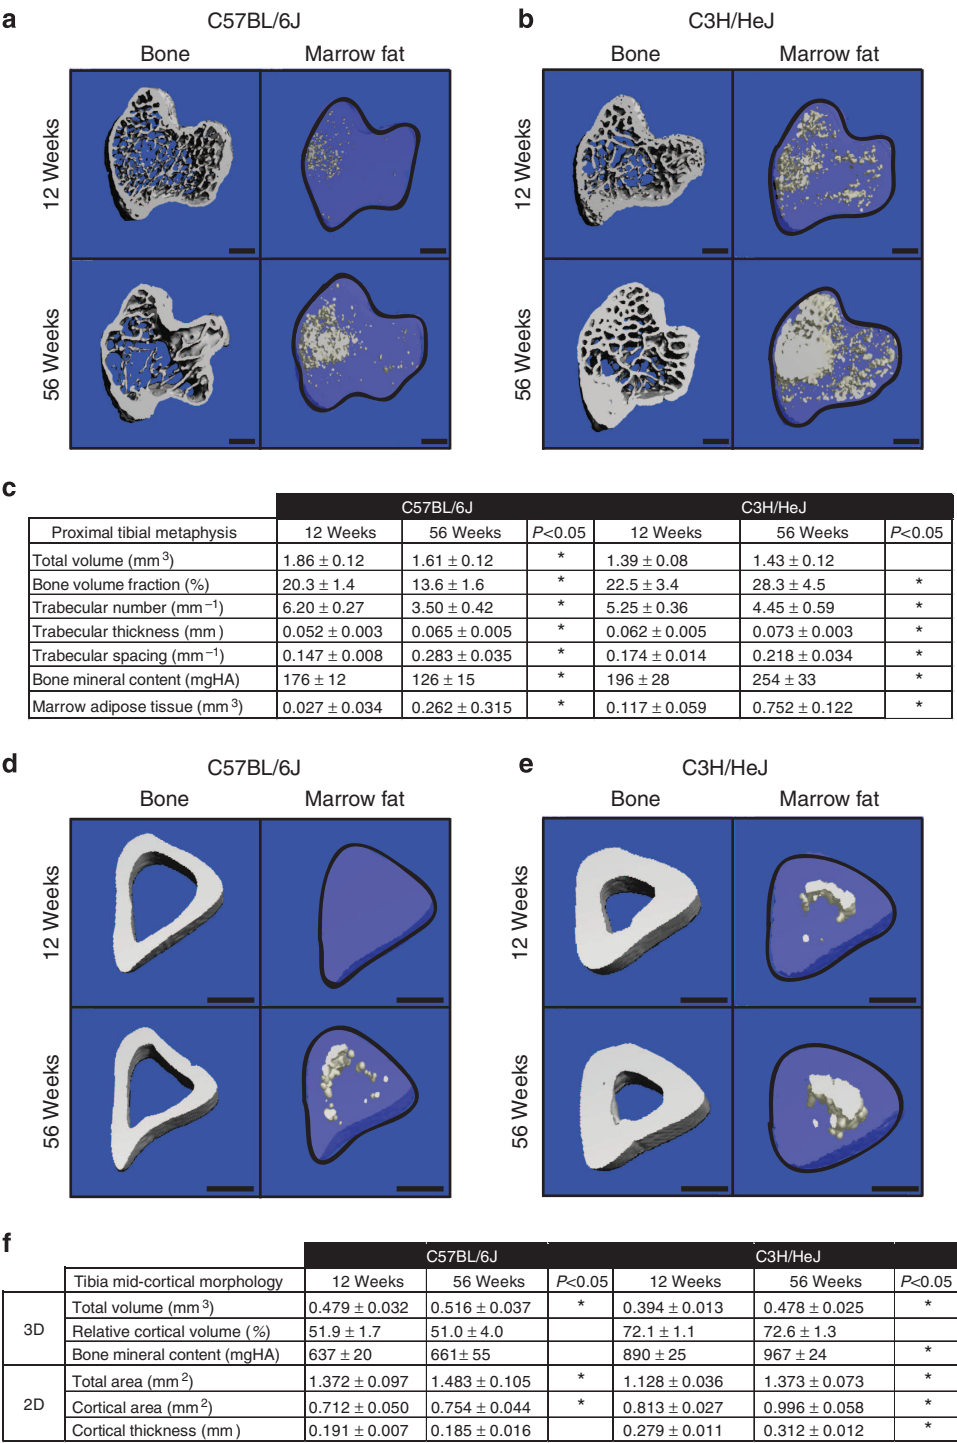 a
C57BL/6J
Bone Marrow fat
12 Weeks
56 Weeks
b
C3H/HeJ
Bone Marrow fat
12 Weeks
56 Weeks
c
C57BL/6J C3H/HeJ
Proximal tibial metaphysis 12 Weeks 56 Weeks P<0.05 12 Weeks 56 Weeks P<0.05
Total volume (mm³) 1.86 ± 0.12 1.61 ± 0.12 * 1.39 ± 0.08 1.43 ± 0.12
Bone volume fraction (%) 20.3 ± 1.4 13.6 ± 1.6 * 22.5 ± 3.4 28.3 ± 4.5 *
Trabecular number (mm⁻¹) 6.20 ± 0.27 3.50 ± 0.42 * 5.25 ± 0.36 4.45 ± 0.59 *
Trabecular thickness (mm) 0.052 ± 0.003 0.065 ± 0.005 * 0.062 ± 0.005 0.073 ± 0.003 *
Trabecular spacing (mm⁻¹) 0.147 ± 0.008 0.283 ± 0.035 * 0.174 ± 0.014 0.218 ± 0.034 *
Bone mineral content (mgHA) 176 ± 12 126 ± 15 * 196 ± 28 254 ± 33 *
Marrow adipose tissue (mm³) 0.027 ± 0.034 0.262 ± 0.315 * 0.117 ± 0.059 0.752 ± 0.122 *
d
C57BL/6J
Bone Marrow fat
12 Weeks
56 Weeks
e
C3H/HeJ
Bone Marrow fat
12 Weeks
56 Weeks
f
C57BL/6J C3H/HeJ
Tibia mid-cortical morphology 12 Weeks 56 Weeks P<0.05 12 Weeks 56 Weeks P<0.05
3D
Total volume (mm³) 0.479 ± 0.032 0.516 ± 0.037 * 0.394 ± 0.013 0.478 ± 0.025 *
Relative cortical volume (%) 51.9 ± 1.7 51.0 ± 4.0 72.1 ± 1.1 72.6 ± 1.3
Bone mineral content (mgHA) 637 ± 20 661± 55 890 ± 25 967 ± 24 *
2D
Total area (mm²) 1.372 ± 0.097 1.483 ± 0.105 * 1.128 ± 0.036 1.373 ± 0.073 *
Cortical area (mm²) 0.712 ± 0.050 0.754 ± 0.044 * 0.813 ± 0.027 0.996 ± 0.058 *
Cortical thickness (mm) 0.191 ± 0.007 0.185 ± 0.016 0.279 ± 0.011 0.312 ± 0.012 *